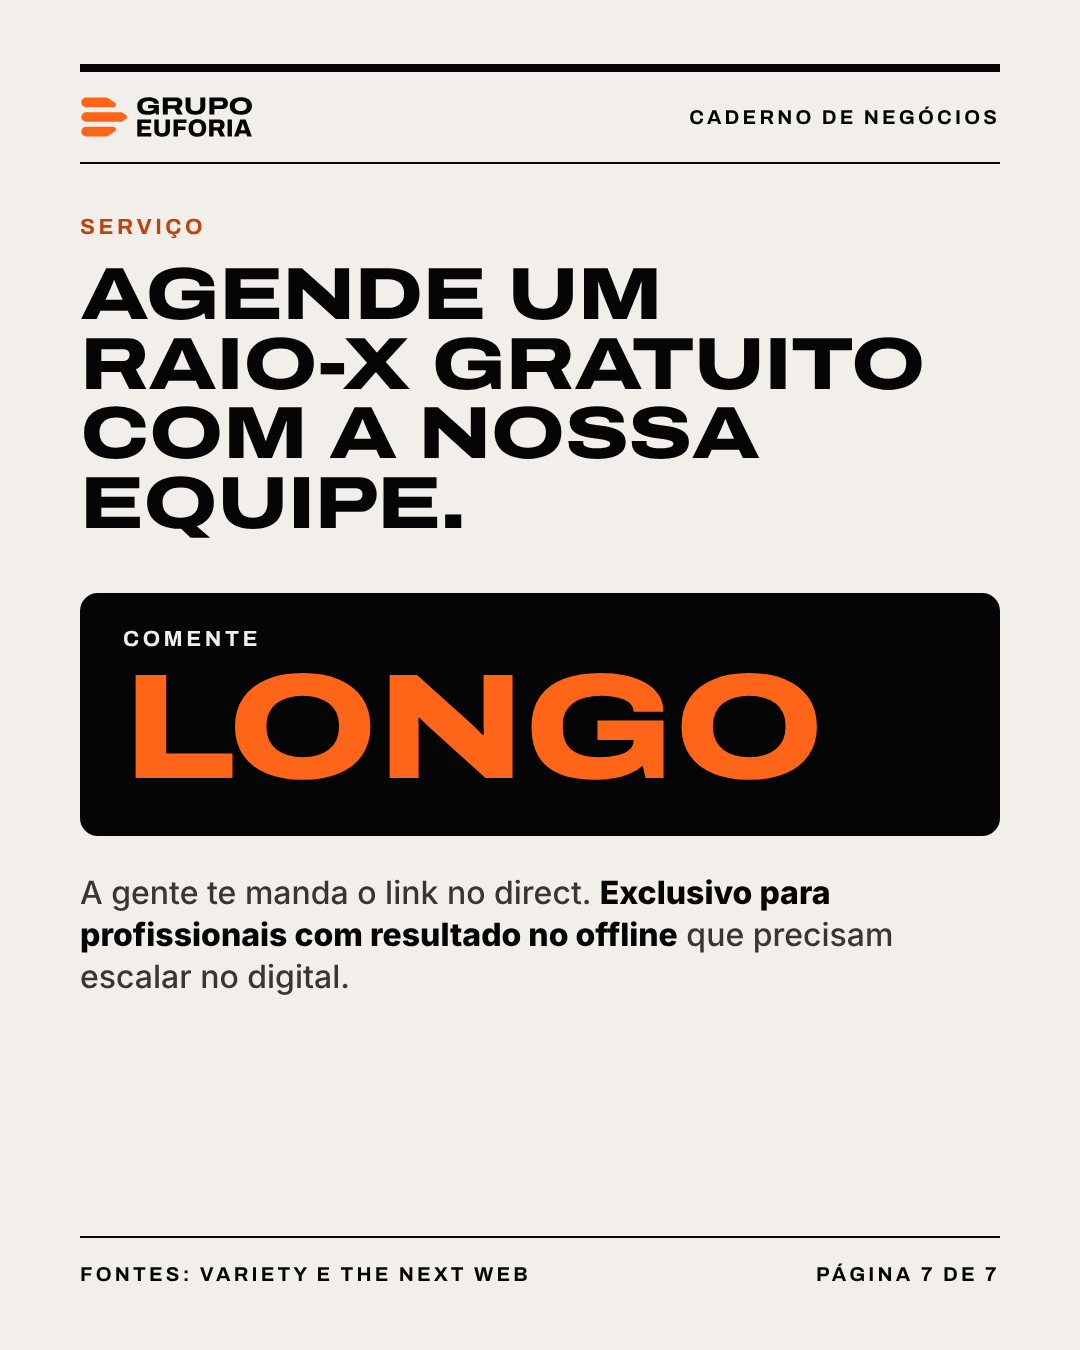 GRUPO
EUFORIA
CADERNO DE NEGÓCIOS
SERVIÇO
AGENDE UM
RAIO-X GRATUITO
COM A NOSSA
EQUIPE.
COMENTE
LONGO
A gente te manda o link no direct. Exclusivo para
profissionais com resultado no offline que precisam
escalar no digital.
FONTES: VARIETY E THE NEXT WEB
PÁGINA 7 DE 7